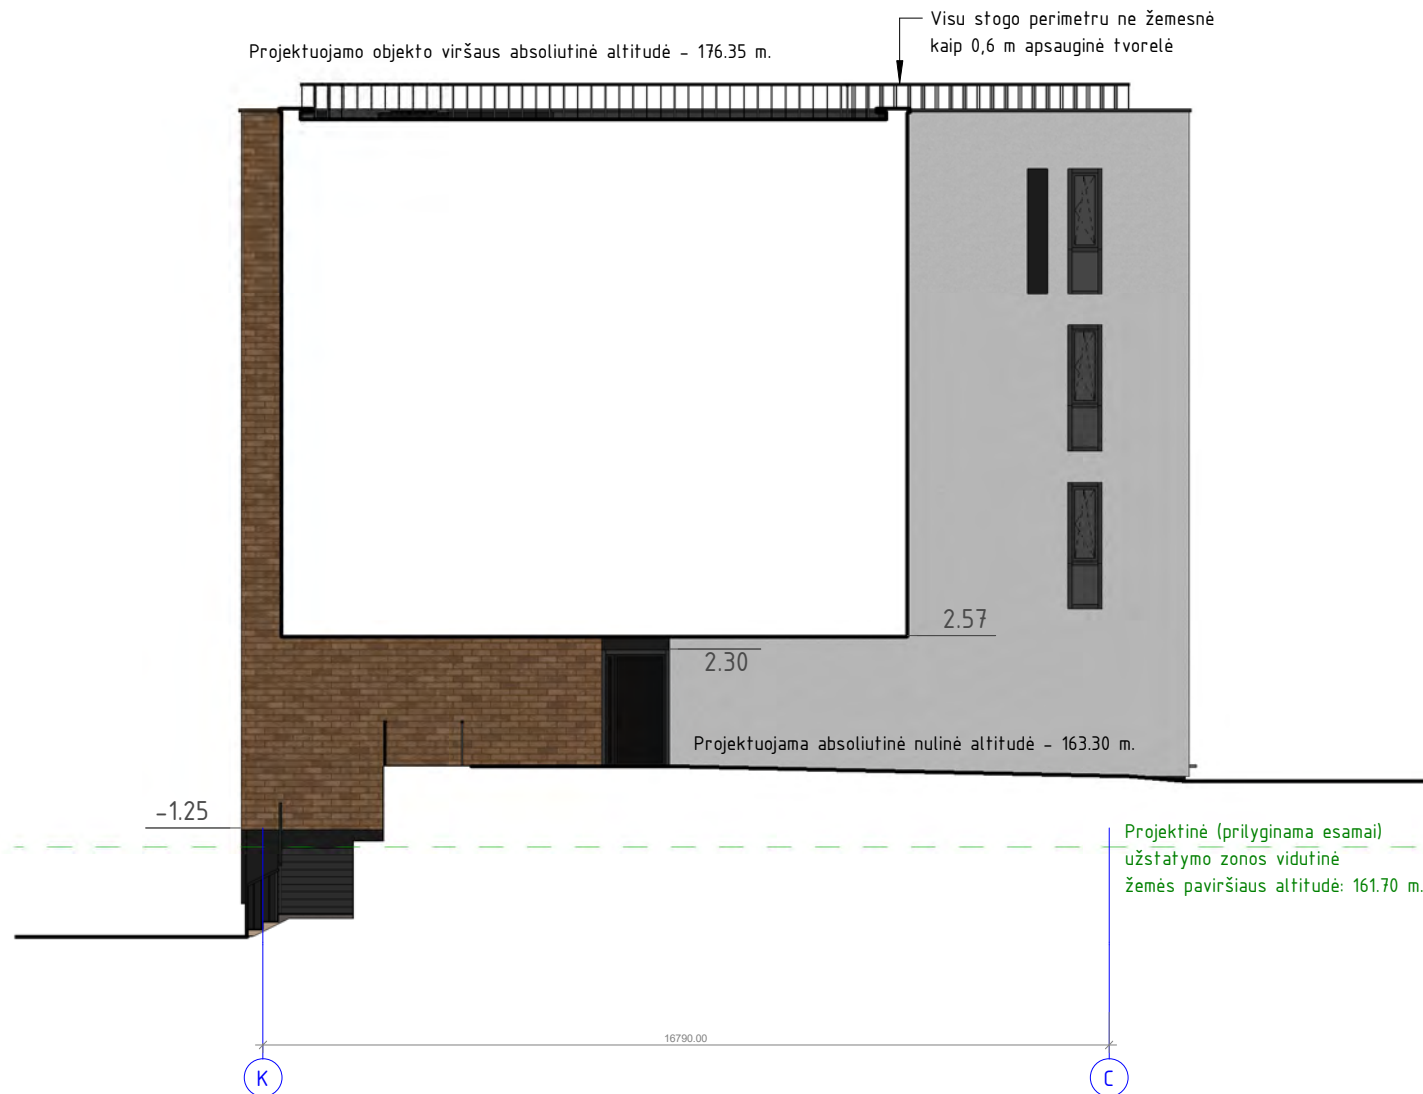 Visu stogo perimetru ne žemesnė
kaip 0,6 m apsauginė tvorelė
Projektuojamo objekto viršaus absoliutinė altitudė - 176.35 m.
2.57
2.30
Projektuojama absoliutinė nulinė altitudė - 163.30 m.
-1.25
Projektinė (prilyginama esamai)
užstatymo zonos vidutinė
žemės paviršiaus altitudė: 161.70 m.
16790.00
K
C